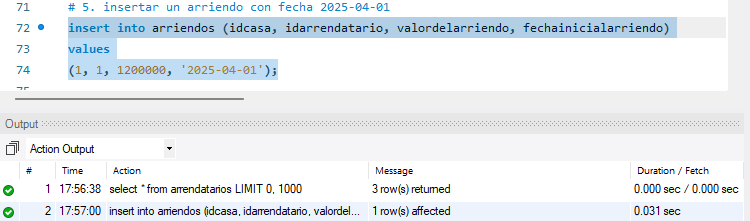 71 # 5. insertar un arriendo con fecha 2025-04-01
72 insert into arriendos (idcasa, idarrendatario, valordelarriendo, fechainicialarriendo)
73 values
74 (1, 1, 1200000, '2025-04-01');
Output
Action Output
# Time Action Message Duration / Fetch
1 17:56:38 select * from arrendatarios LIMIT 0, 1000 3 row(s) returned 0.000 sec / 0.000 sec
2 17:57:00 insert into arriendos (idcasa, idarrendatario, valordel... 1 row(s) affected 0.031 sec